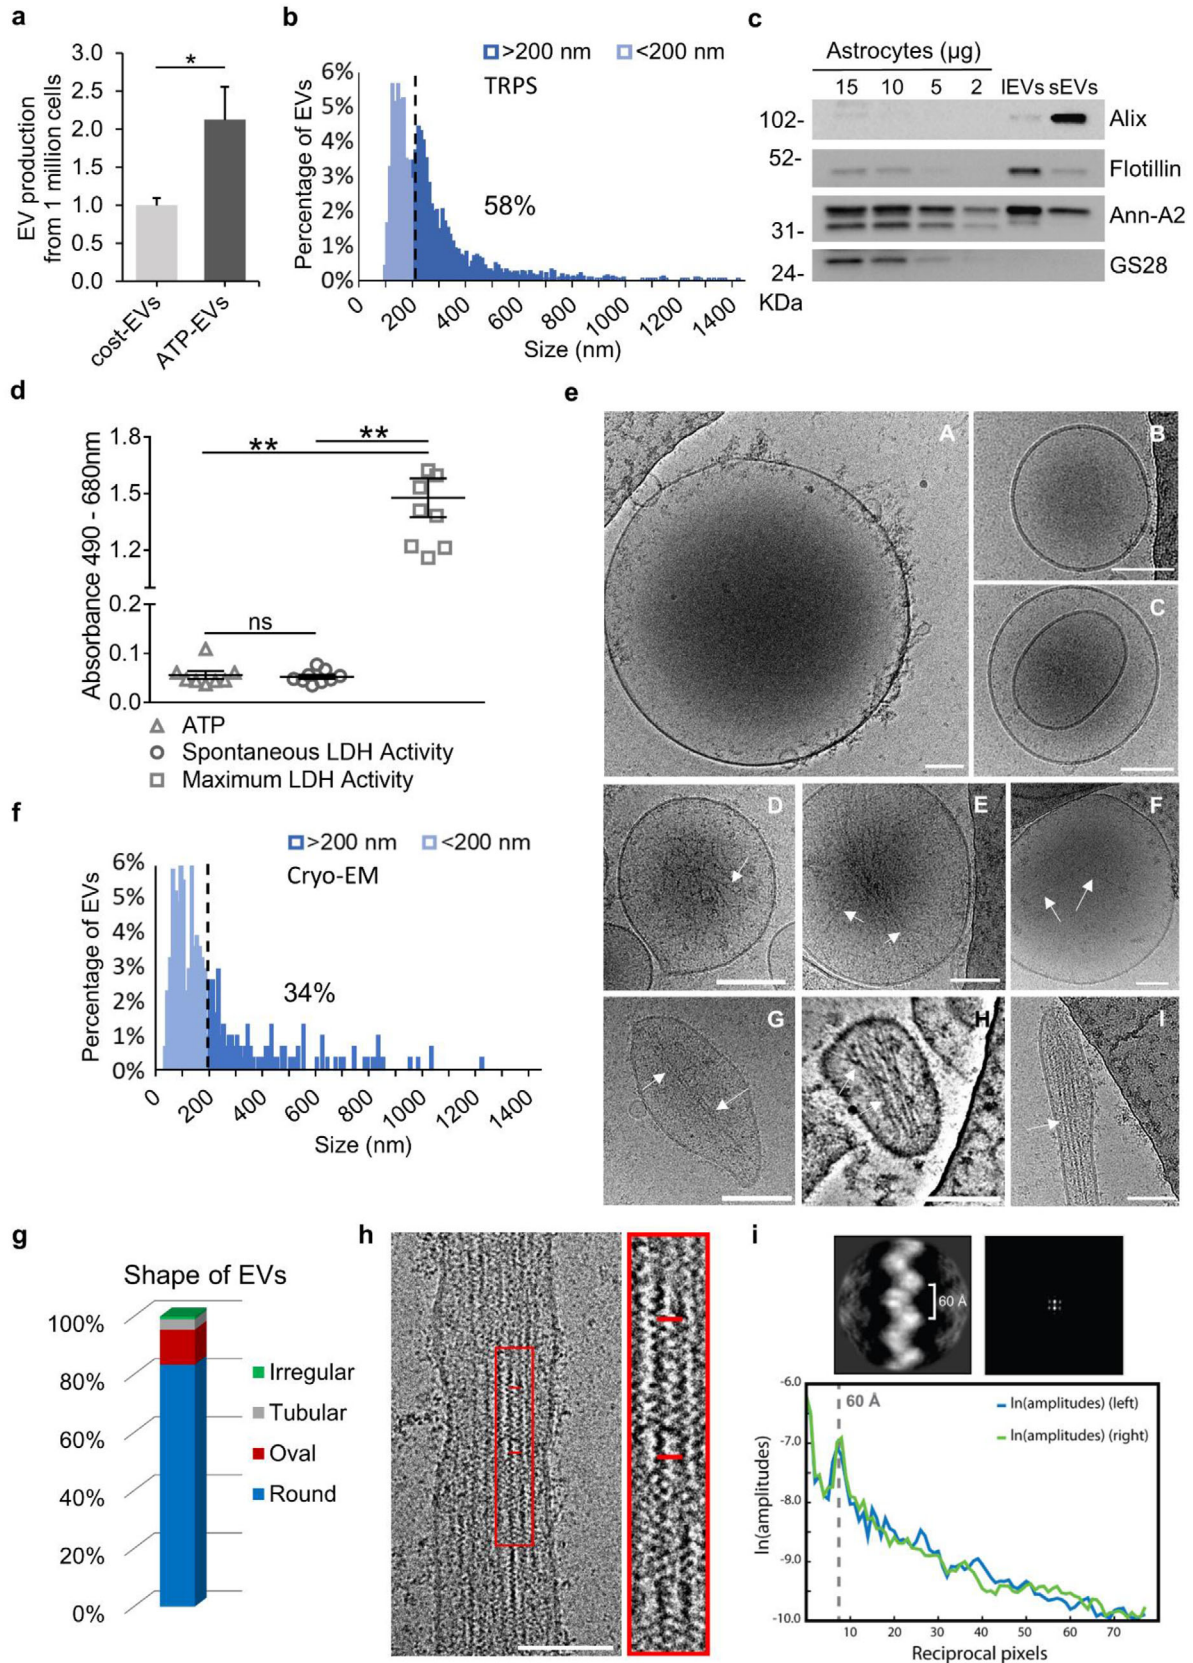 a
EV production
from 1 million cells
3.0
2.5
2.0
1.5
1.0
0.5
0.0
*
cost-EVs
ATP-EVs
b
>200 nm
<200 nm
TRPS
58%
Percentage of EVs
6%
5%
4%
3%
2%
1%
0%
0
200
400
600
800
1000
1200
1400
Size (nm)
c
Astrocytes (µg)
15 10 5 2 lEVs sEVs
102-
52-
31-
24-
KDa
Alix
Flotillin
Ann-A2
GS28
d
Absorbance 490 - 680nm
1.8
1.5
1.2
0.2
0.1
0.0
**
**
ns
ATP
Spontaneous LDH Activity
Maximum LDH Activity
e
A
B
C
D
E
F
G
H
I
f
>200 nm
<200 nm
Cryo-EM
34%
Percentage of EVs
6%
5%
4%
3%
2%
1%
0%
0
200
400
600
800
1000
1200
1400
Size (nm)
g
Shape of EVs
100%
80%
60%
40%
20%
0%
Irregular
Tubular
Oval
Round
h
i
60 Å
ln(amplitudes)
-6.0
-7.0
-8.0
-9.0
-10.0
60 Å
ln(amplitudes) (left)
ln(amplitudes) (right)
10 20 30 40 50 60 70
Reciprocal pixels